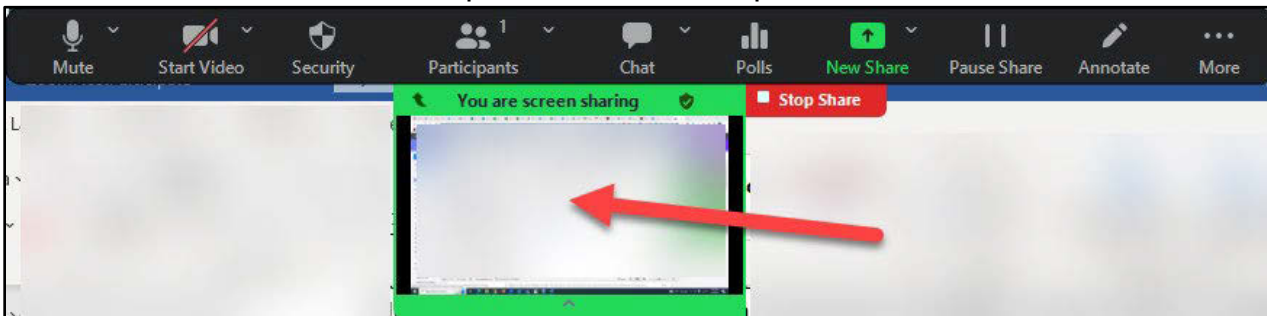 1
Mute Start Video Security Participants Chat Polls New Share Pause Share Annotate More
You are screen sharing
Stop Share